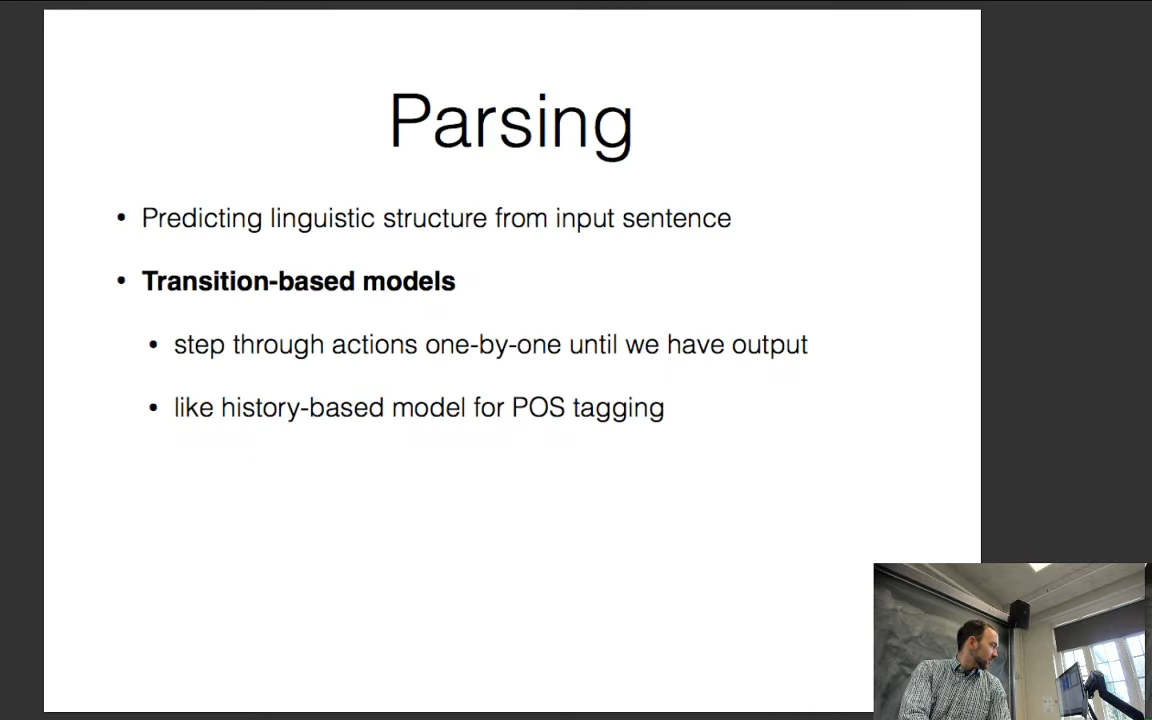 Parsing
• Predicting linguistic structure from input sentence
• Transition-based models
• step through actions one-by-one until we have output
• like history-based model for POS tagging